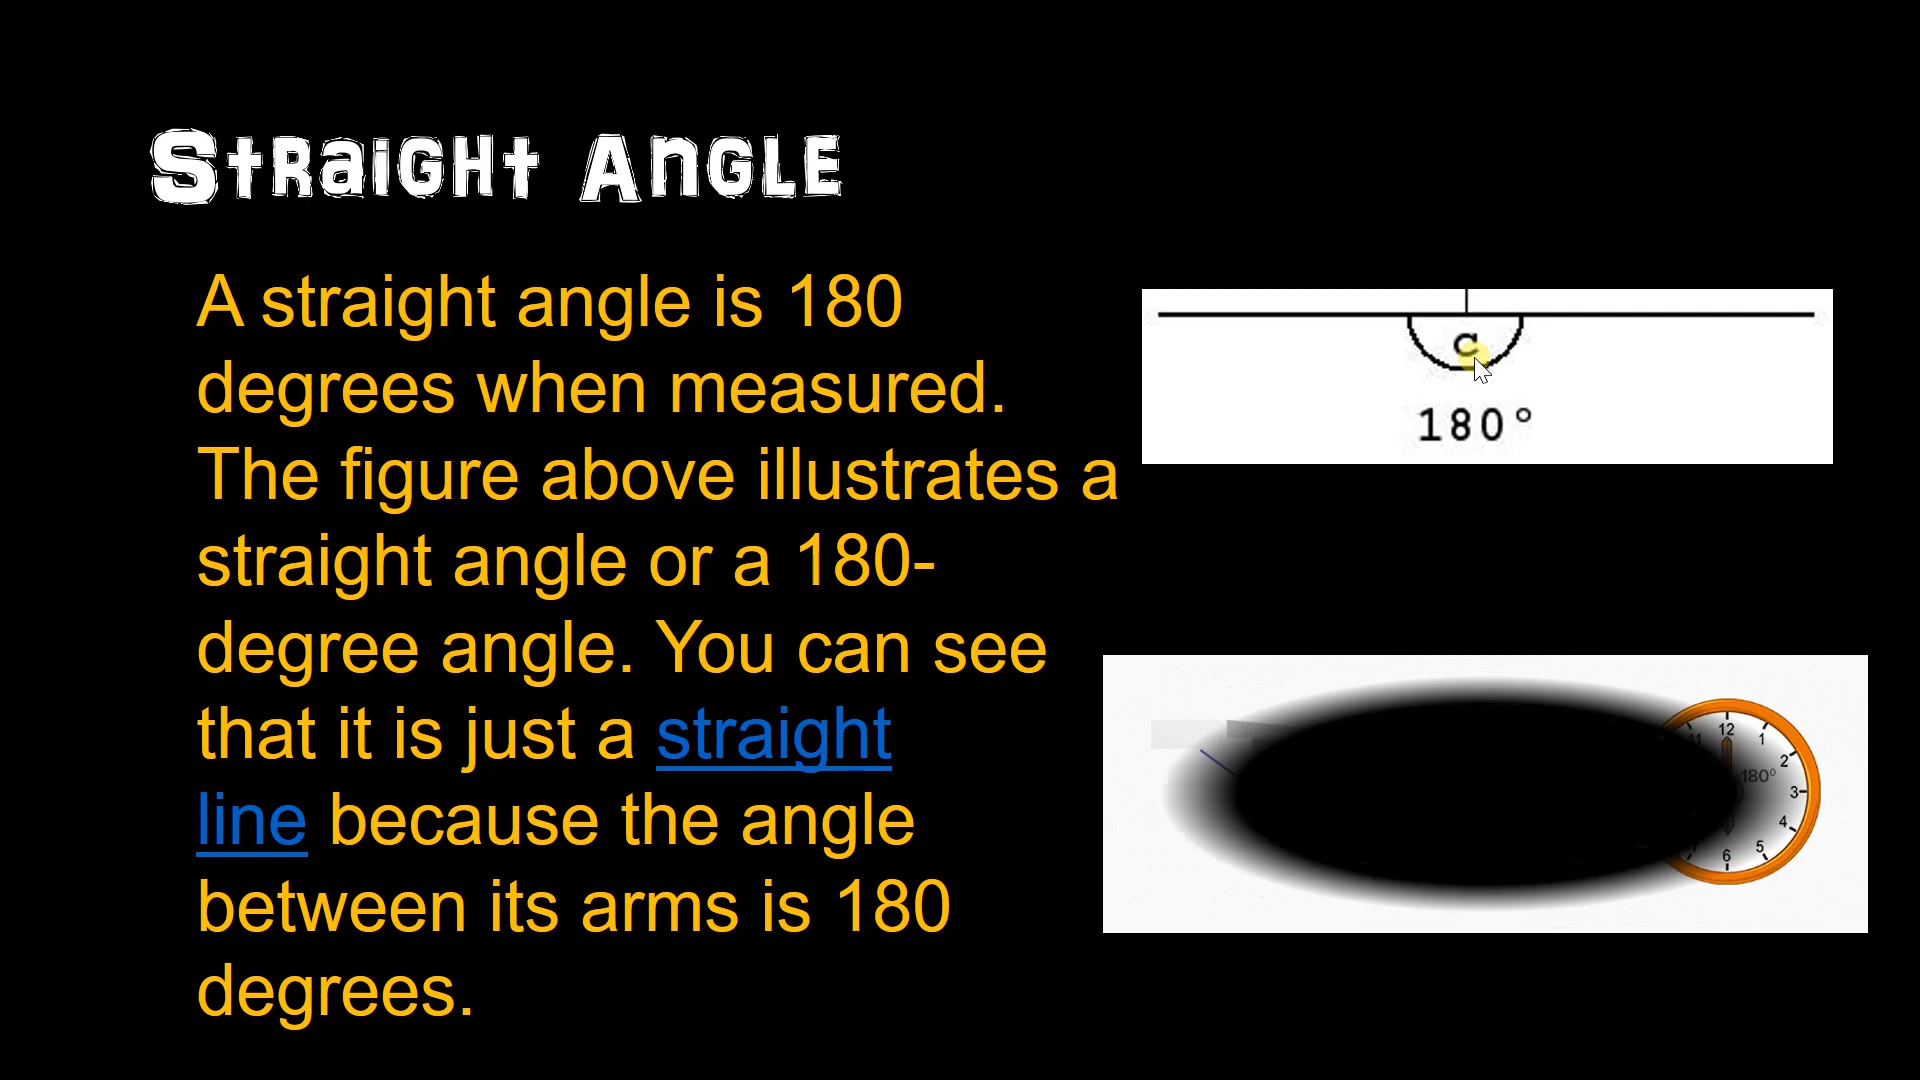 Straight Angle
A straight angle is 180
degrees when measured.
The figure above illustrates a
straight angle or a 180-
degree angle. You can see
that it is just a straight
line because the angle
between its arms is 180
degrees.
C
180°
12
11
1
2
180°
3
4
5
6